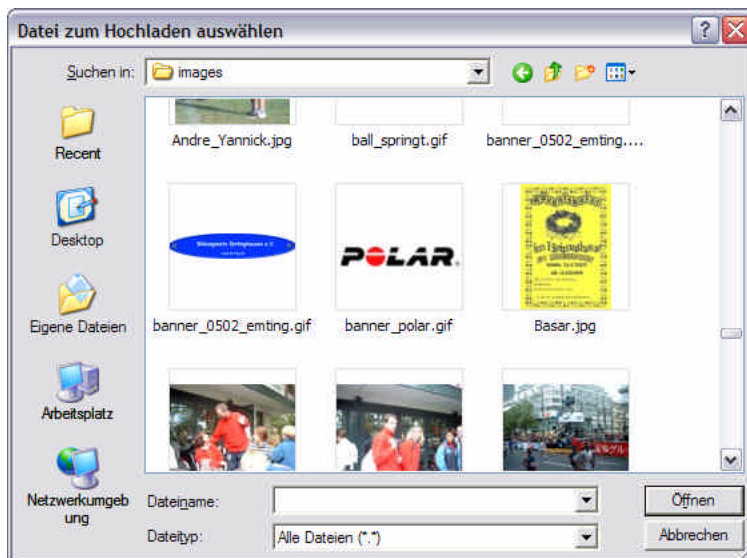 Datei zum Hochladen auswählen
Suchen in: images
Recent
Desktop
Eigene Dateien
Arbeitsplatz
Netzwerkumgeb
ung
Andre_Yannick.jpg ball_springt.gif banner_0502_emting....
POLAR
banner_0502_emting.gif banner_polar.gif Basar.jpg
Dateiname: Öffnen
Dateityp: Alle Dateien (*.*) Abbrechen